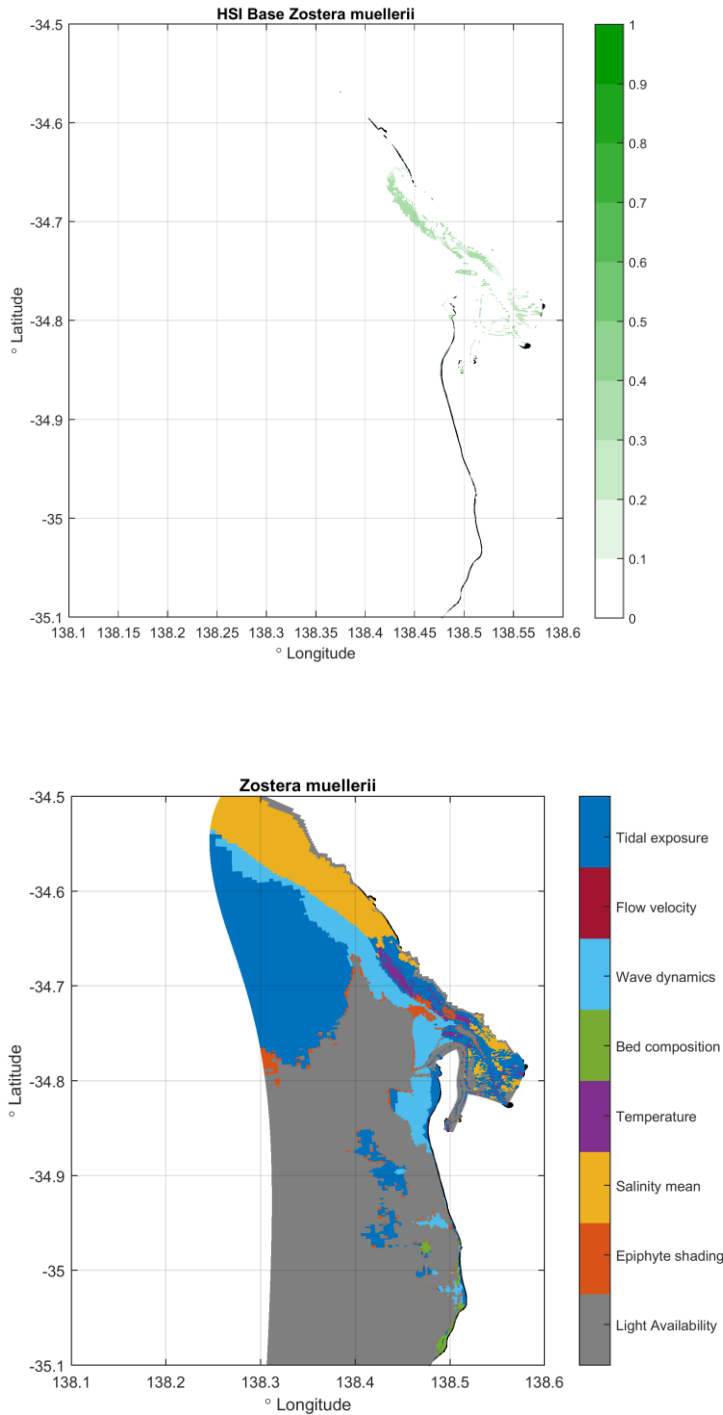 HSI Base Zostera muellerii
-34.5
-34.6
-34.7
-34.8
-34.9
-35
-35.1
° Latitude
138.1 138.15 138.2 138.25 138.3 138.35 138.4 138.45 138.5 138.55 138.6
° Longitude
1
0.9
0.8
0.7
0.6
0.5
0.4
0.3
0.2
0.1
0
Zostera muellerii
-34.5
-34.6
-34.7
-34.8
-34.9
-35
-35.1
° Latitude
138.1 138.2 138.3 138.4 138.5 138.6
° Longitude
Tidal exposure
Flow velocity
Wave dynamics
Bed composition
Temperature
Salinity mean
Epiphyte shading
Light Availability